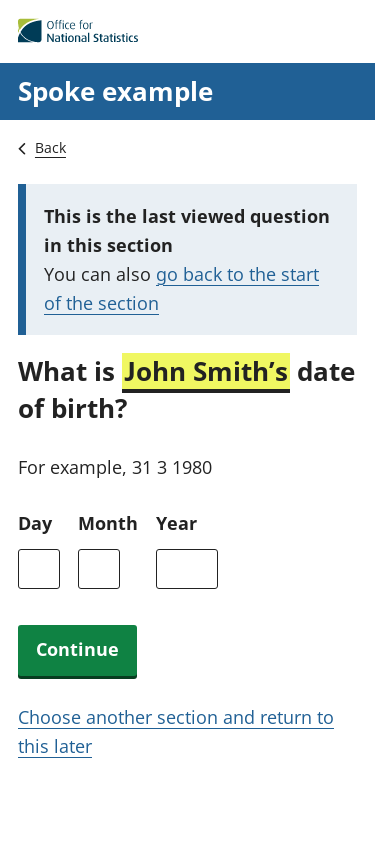 Office for
National Statistics
Spoke example
Back
This is the last viewed question
in this section
You can also go back to the start
of the section
What is John Smith’s date
of birth?
For example, 31 3 1980
Day Month Year
Continue
Choose another section and return to
this later